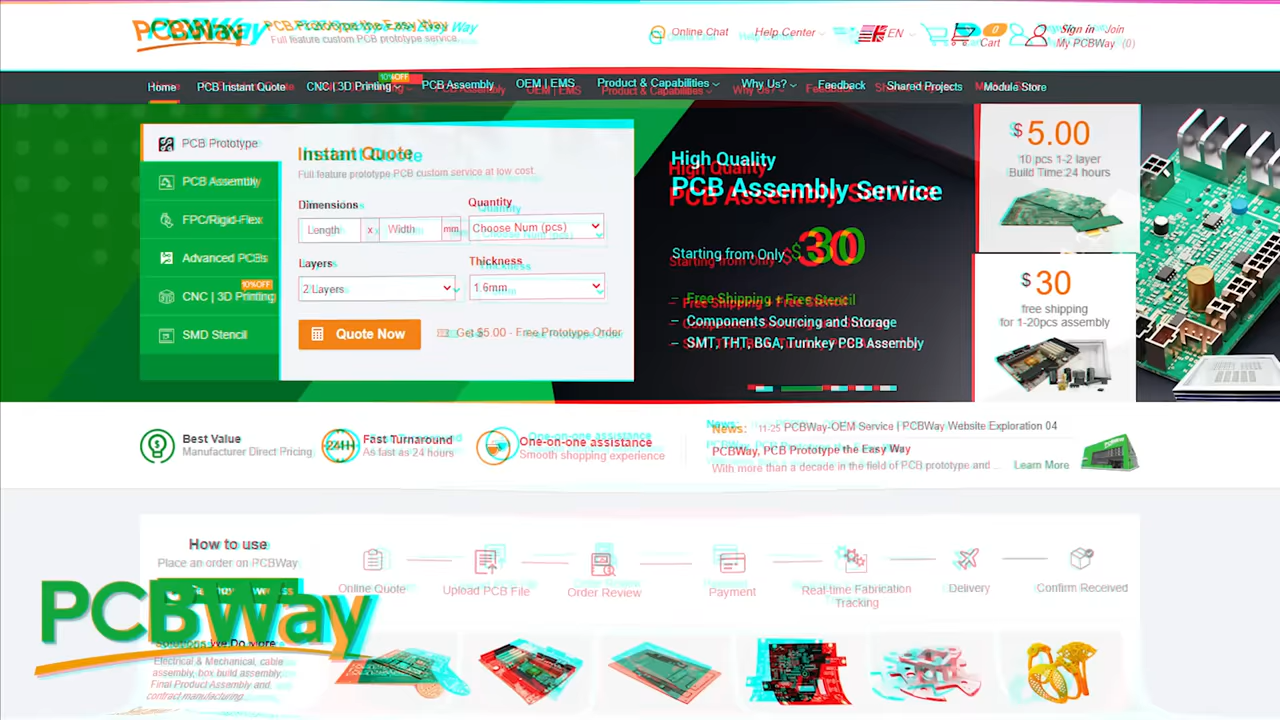 PCBWay
PCB Prototype the Easy Way
Full feature custom PCB prototype service.
Online Chat
Help Center
EN
0
Cart
Sign in
Join
My PCBWay (0)
Home
PCB Instant Quote
CNC | 3D Printing
10%OFF
PCB Assembly
OEM | EMS
Product & Capabilities
Why Us?
Feedback
Shared Projects
Module Store
PCB Prototype
PCB Assembly
FPC/Rigid-Flex
Advanced PCBs
10%OFF
CNC | 3D Printing
SMD Stencil
Instant Quote
Full feature prototype PCB custom service at low cost.
Dimensions
Length x Width mm
Quantity
Choose Num (pcs)
Layers
2 Layers
Thickness
1.6mm
Quote Now
Get $5.00 - Free Prototype Order
High Quality
PCB Assembly Service
Starting from Only $30
– Free Shipping + Free Stencil
– Components Sourcing and Storage
– SMT, THT, BGA, Turnkey PCB Assembly
$5.00
10 pcs 1-2 layer
Build Time:24 hours
$30
free shipping
for 1-20pcs assembly
Best Value
Manufacturer Direct Pricing
24H
Fast Turnaround
As fast as 24 hours
One-on-one assistance
Smooth shopping experience
News:
11-25 PCBWay-OEM Service | PCBWay Website Exploration 04
PCBWay, PCB Prototype the Easy Way
With more than a decade in the field of PCB prototype and ...
Learn More
How to use
Place an order on PCBWay
Online Quote
Upload PCB File
Order Review
Payment
Real-time Fabrication
Tracking
Delivery
Confirm Received
PCBWay
We Do More
Electrical & Mechanical, cable
assembly, box build assembly,
Final Product Assembly and
contract manufacturing...